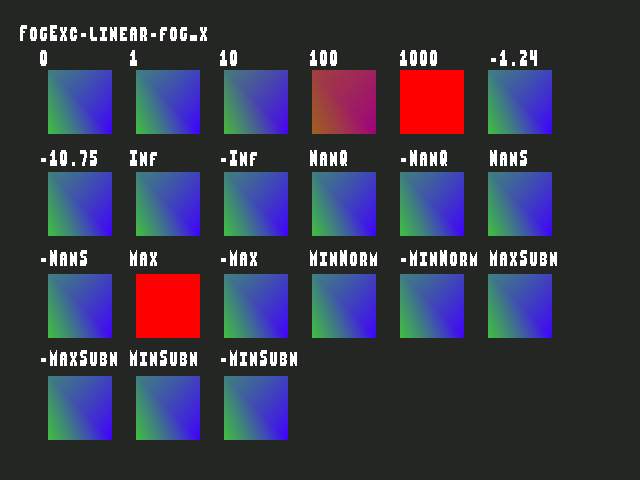 FogExc-linear-fog_x
0 1 10 100 1000 -1.24
-10.75 Inf -Inf NanQ -NanQ NanS
-NanS Max -Max MinNorm -MinNorm MaxSubn
-MaxSubn MinSubn -MinSubn